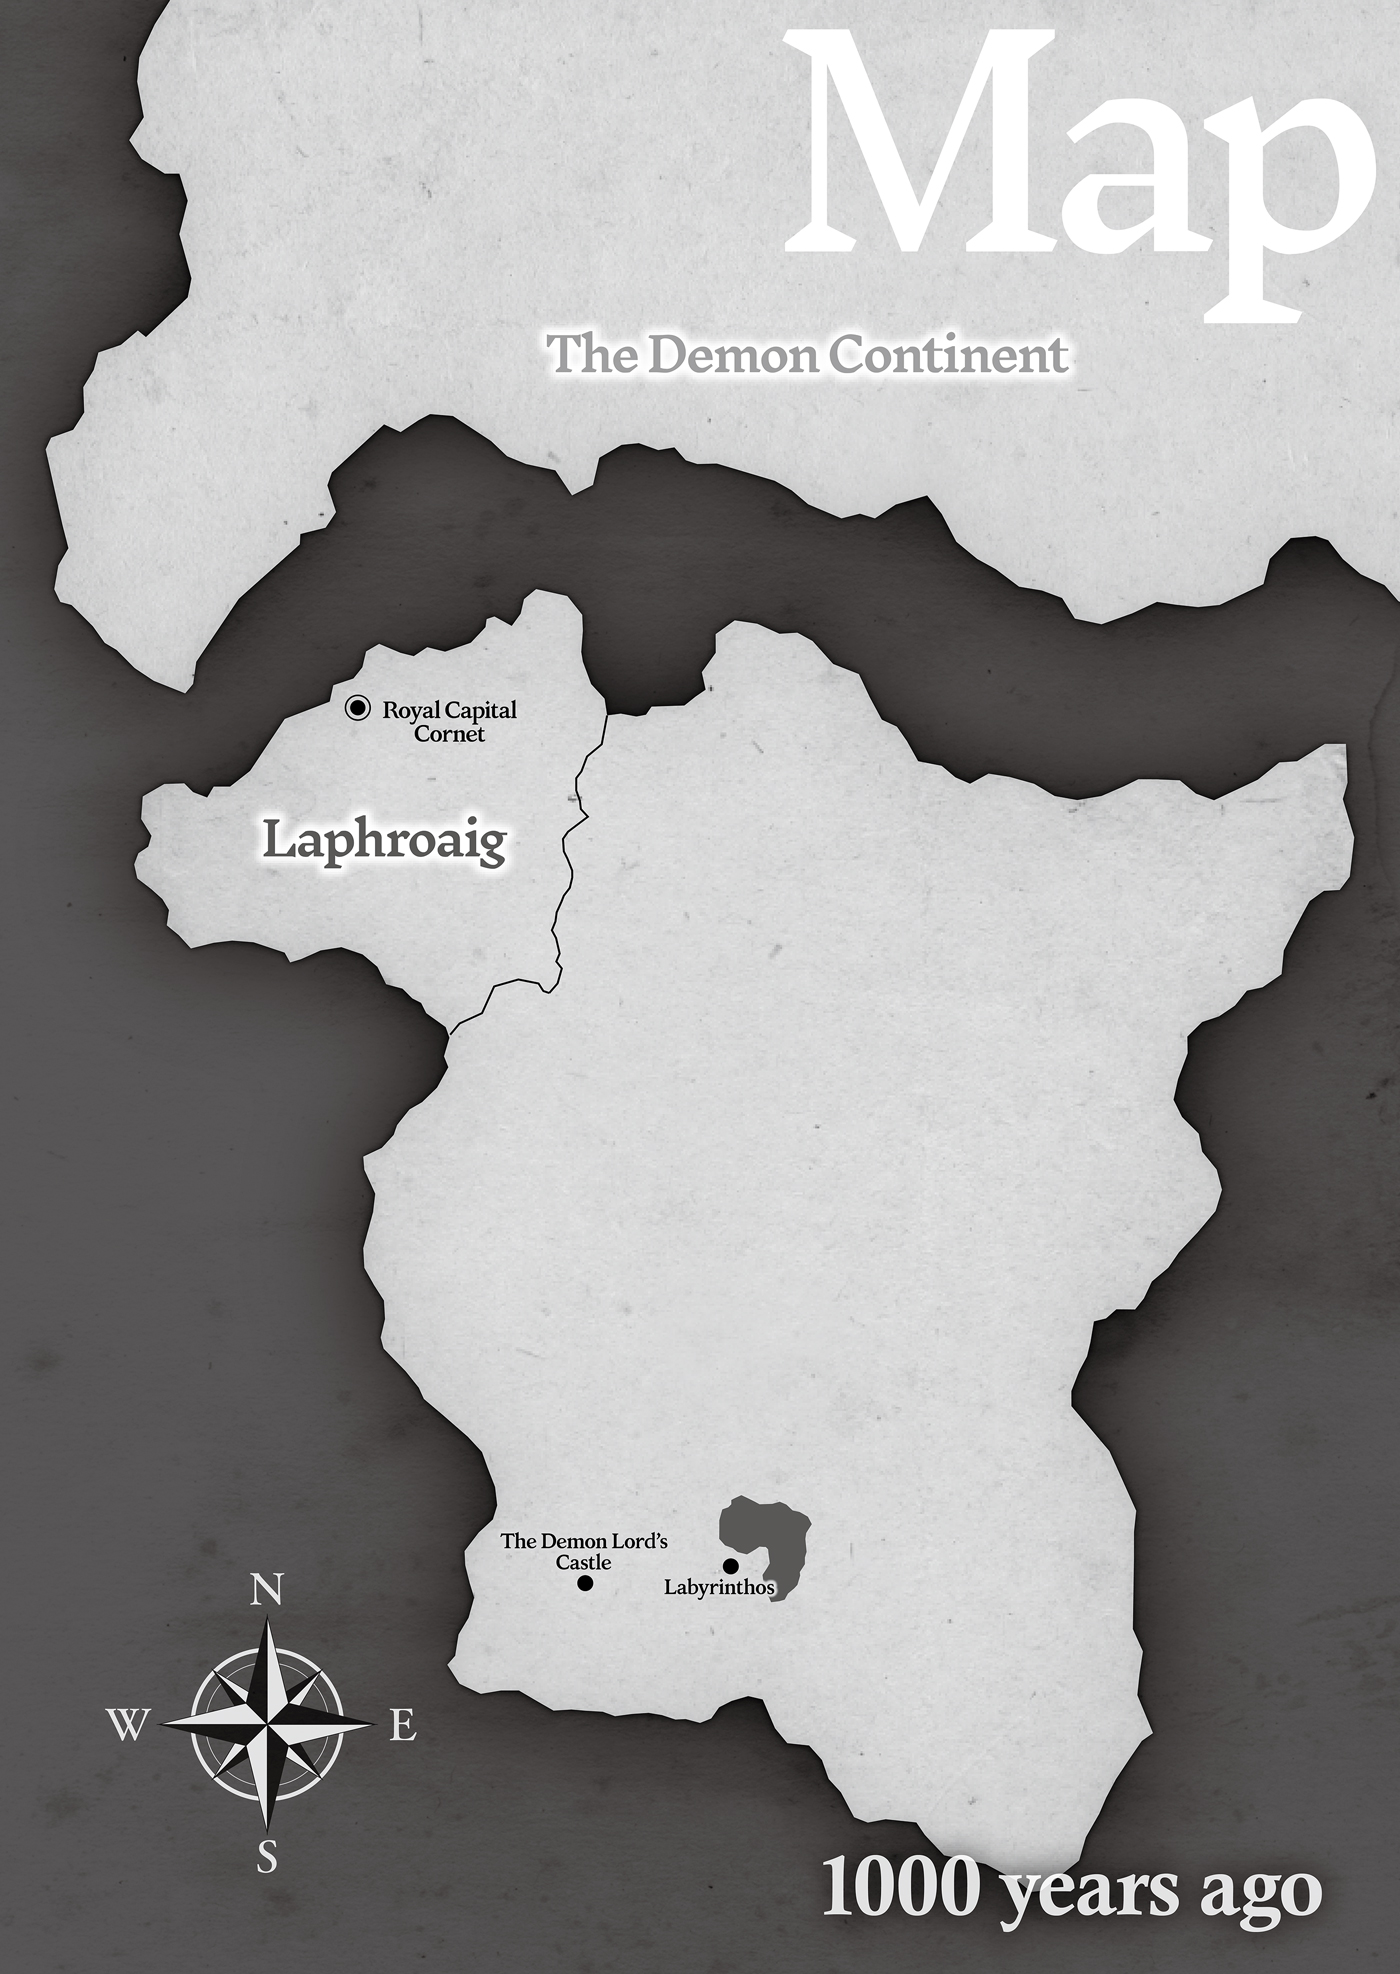 Map
The Demon Continent
Royal Capital
Cornet
Laphroaig
The Demon Lord’s
Castle
Labyrinthos
N
W
E
S
1000 years ago